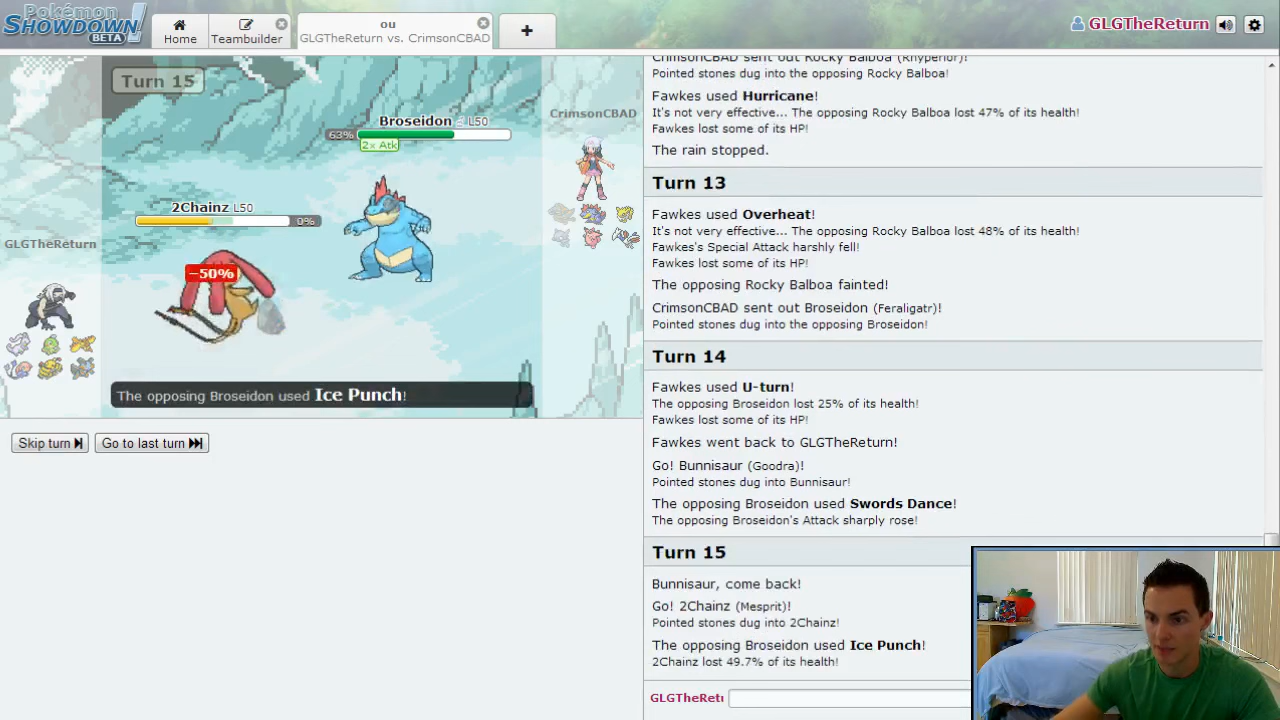 Pokémon
SHOWDOWN!
BETA
Home
Teambuilder
ou
GLGTheReturn vs. CrimsonCBAD
+
GLGTheReturn
Turn 15
Broseidon ♂ L50
63%
2x Atk
CrimsonCBAD
2Chainz L50
0%
GLGTheReturn
−50%
The opposing Broseidon used Ice Punch!
Skip turn
Go to last turn
CrimsonCBAD sent out Rocky Balboa (Rhyperior)!
Pointed stones dug into the opposing Rocky Balboa!
Fawkes used Hurricane!
It's not very effective... The opposing Rocky Balboa lost 47% of its health!
Fawkes lost some of its HP!
The rain stopped.
Turn 13
Fawkes used Overheat!
It's not very effective... The opposing Rocky Balboa lost 48% of its health!
Fawkes's Special Attack harshly fell!
Fawkes lost some of its HP!
The opposing Rocky Balboa fainted!
CrimsonCBAD sent out Broseidon (Feraligatr)!
Pointed stones dug into the opposing Broseidon!
Turn 14
Fawkes used U-turn!
The opposing Broseidon lost 25% of its health!
Fawkes lost some of its HP!
Fawkes went back to GLGTheReturn!
Go! Bunnisaur (Goodra)!
Pointed stones dug into Bunnisaur!
The opposing Broseidon used Swords Dance!
The opposing Broseidon's Attack sharply rose!
Turn 15
Bunnisaur, come back!
Go! 2Chainz (Mesprit)!
Pointed stones dug into 2Chainz!
The opposing Broseidon used Ice Punch!
2Chainz lost 49.7% of its health!
GLGTheRet